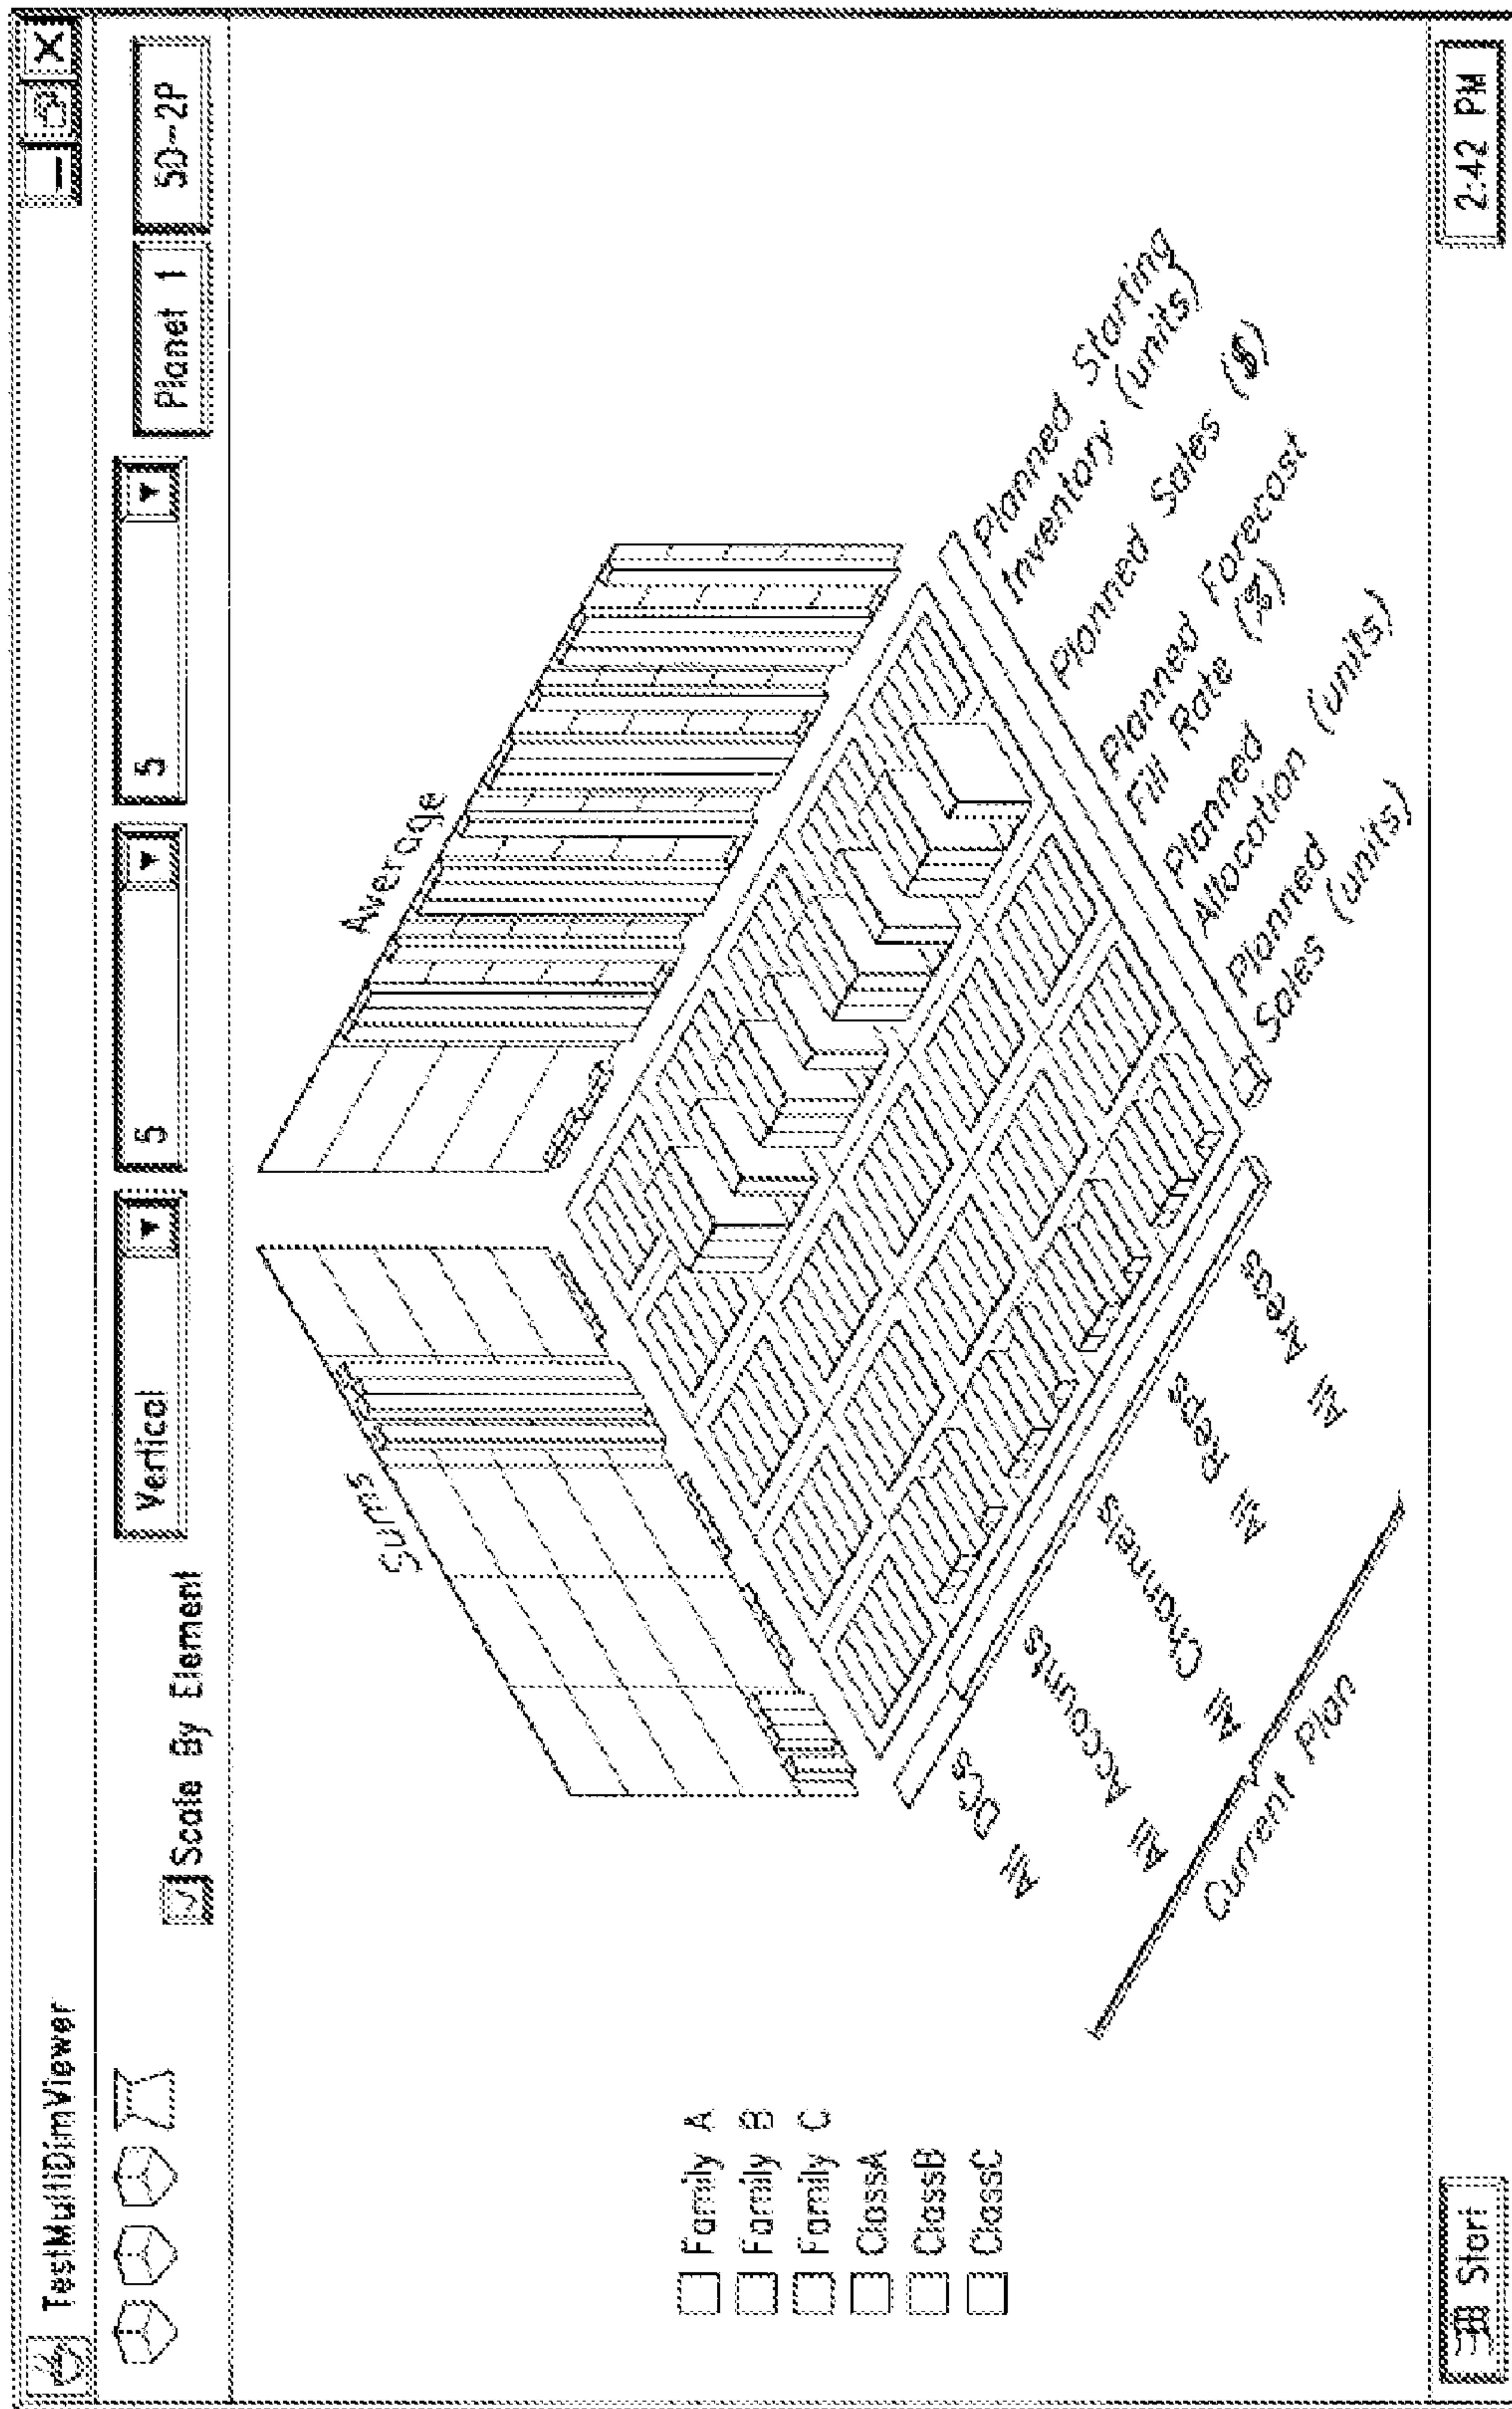 TestMultiDimViewer
Scale By Element
Vertical
5
5
Planet 1
5D-2P
Sums
Average
Family A
Family B
Family C
ClassA
ClassB
ClassC
All DCs
All Accounts
All Channels
All Reps
All Areas
Current Plan
Planned Starting
Inventory (units)
Planned Sales ($)
Planned Forecast
Fill Rate (%)
Planned
Allocation (units)
Planned
Sales (units)
Start
2:42 PM